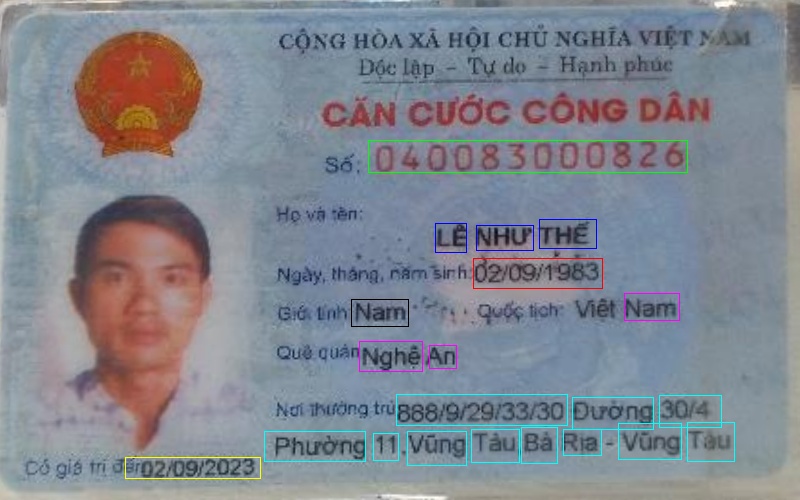 CỘNG HÒA XÃ HỘI CHỦ NGHĨA VIỆT NAM
Độc lập - Tự do - Hạnh phúc
CĂN CƯỚC CÔNG DÂN
Số: 040083000826
Họ và tên:
LÊ NHƯ THẾ
Ngày, tháng, năm sinh: 02/09/1983
Giới tính: Nam Quốc tịch: Việt Nam
Quê quán: Nghệ An
Nơi thường trú: 888/9/29/33/30 Đường 30/4
Phường 11, Vũng Tàu, Bà Rịa - Vũng Tàu
Có giá trị đến: 02/09/2023